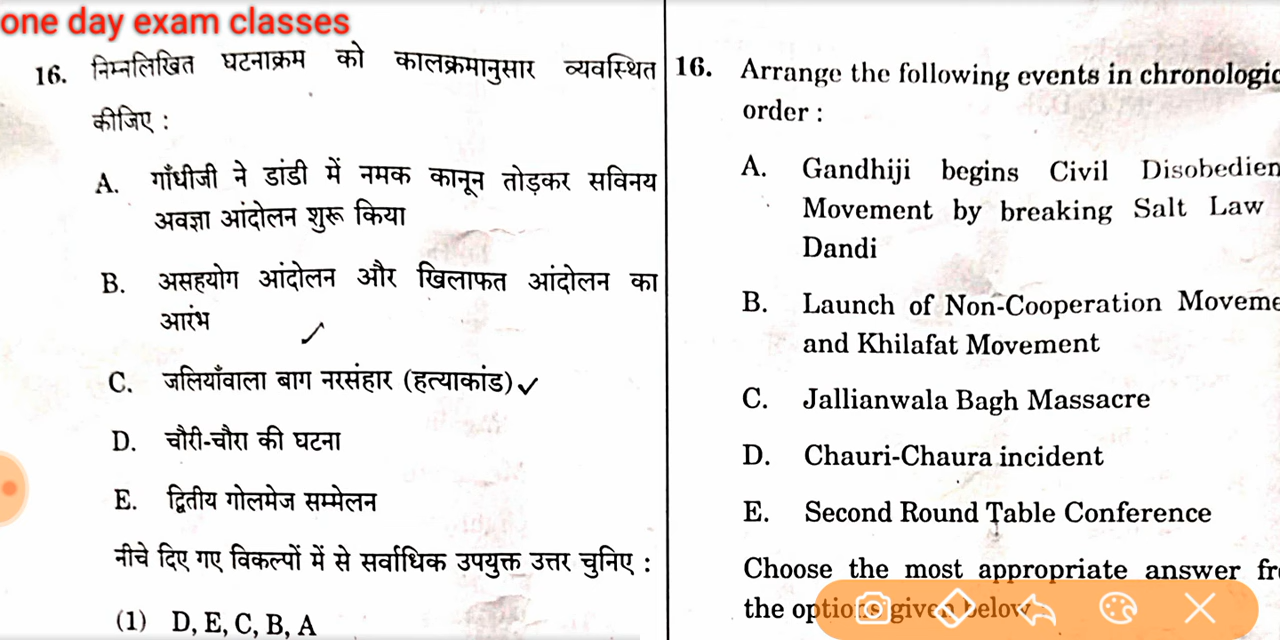 one day exam classes
16. निम्नलिखित घटनाक्रम को कालक्रमानुसार व्यवस्थित
कीजिए :
A. गाँधीजी ने डांडी में नमक कानून तोड़कर सविनय
अवज्ञा आंदोलन शुरू किया
B. असहयोग आंदोलन और खिलाफत आंदोलन का
आरंभ
C. जलियाँवाला बाग नरसंहार (हत्याकांड)
D. चौरी-चौरा की घटना
E. द्वितीय गोलमेज सम्मेलन
नीचे दिए गए विकल्पों में से सर्वाधिक उपयुक्त उत्तर चुनिए :
(1) D, E, C, B, A
16. Arrange the following events in chronologic
order :
A. Gandhiji begins Civil Disobedien
Movement by breaking Salt Law
Dandi
B. Launch of Non-Cooperation Moveme
and Khilafat Movement
C. Jallianwala Bagh Massacre
D. Chauri-Chaura incident
E. Second Round Table Conference
Choose the most appropriate answer fr
the options given below